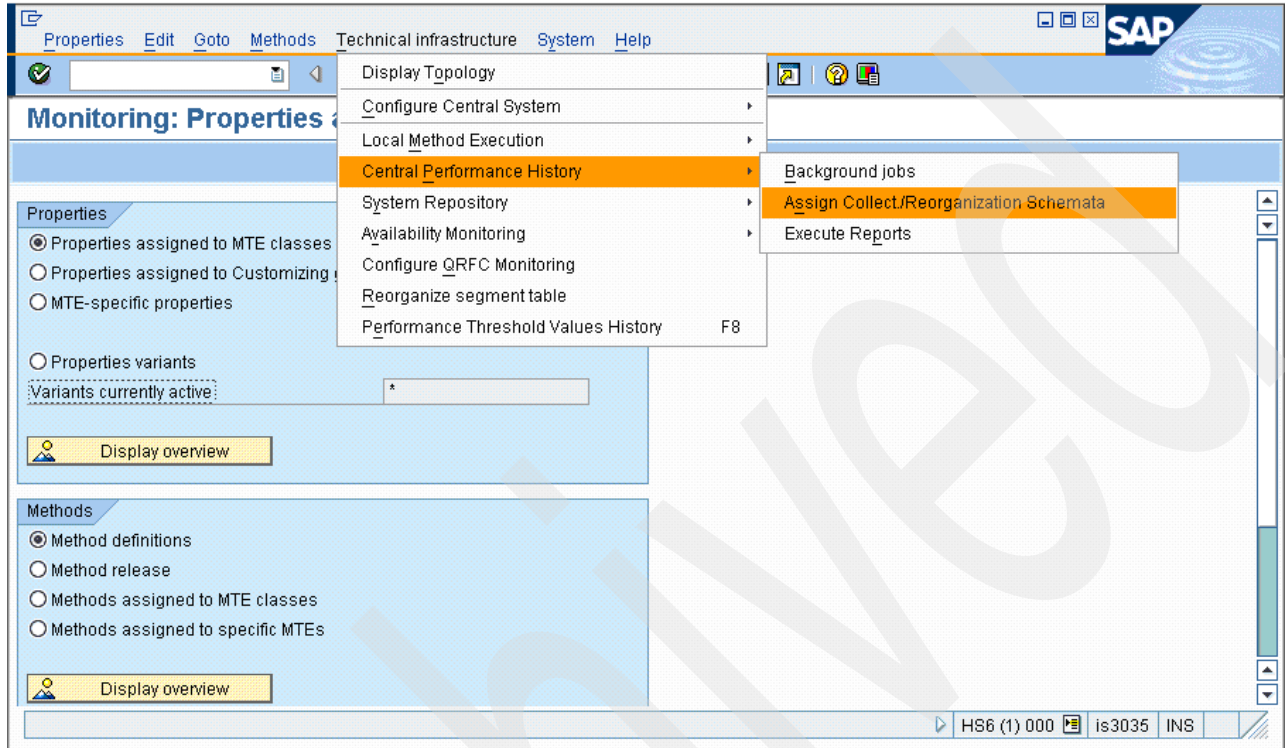 Properties Edit Goto Methods Technical infrastructure System Help
SAP
Display Topology
Configure Central System
Monitoring: Properties
Local Method Execution
Central Performance History
Background jobs
System Repository
Assign Collect./Reorganization Schemata
Availability Monitoring
Execute Reports
Configure QRFC Monitoring
Reorganize segment table
Performance Threshold Values History F8
Properties
Properties assigned to MTE classes
Properties assigned to Customizing
MTE-specific properties
Properties variants
Variants currently active *
Display overview
Methods
Method definitions
Method release
Methods assigned to MTE classes
Methods assigned to specific MTEs
Display overview
HS6 (1) 000 is3035 INS